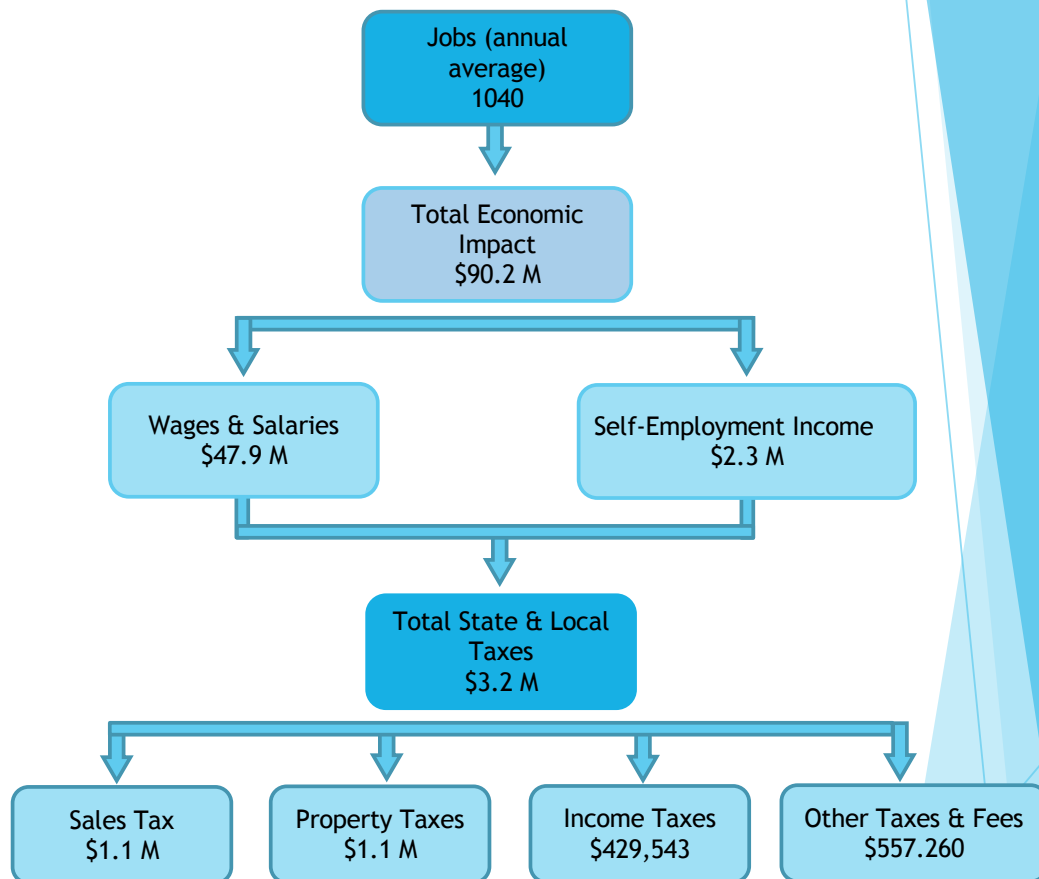 Jobs (annual
average)
1040
Total Economic
Impact
$90.2 M
Wages & Salaries
$47.9 M
Self-Employment Income
$2.3 M
Total State & Local
Taxes
$3.2 M
Sales Tax
$1.1 M
Property Taxes
$1.1 M
Income Taxes
$429,543
Other Taxes & Fees
$557.260